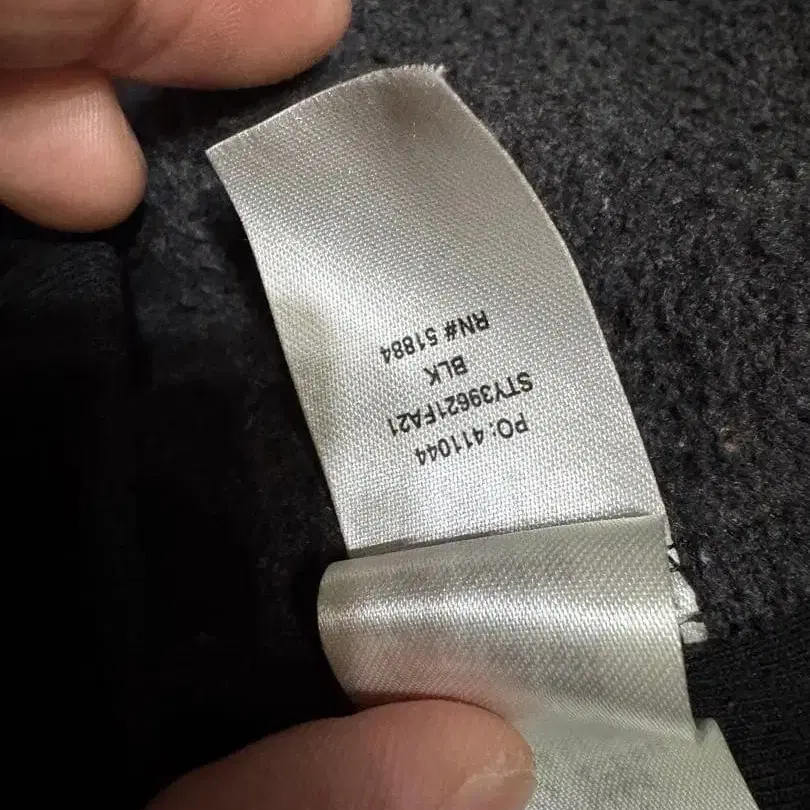 PO: 411044
STY39621FA21
BLK
RN# 51884